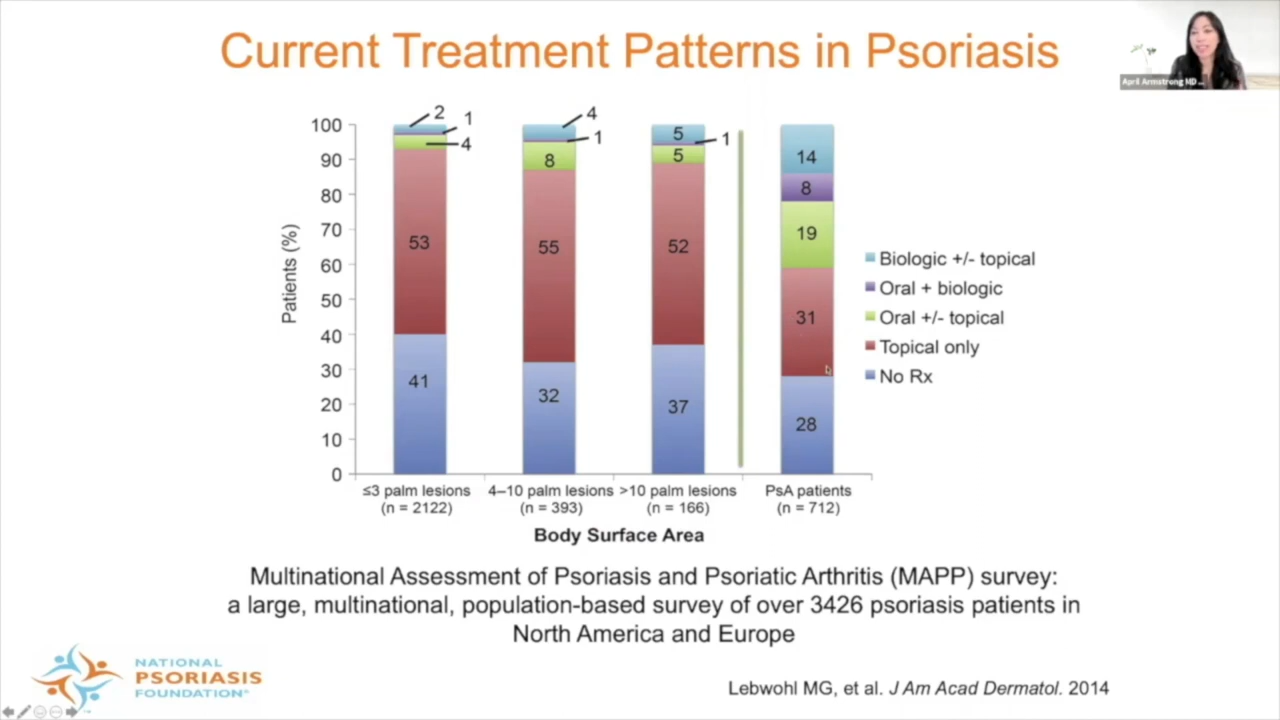 Current Treatment Patterns in Psoriasis
April Armstrong MD ...
Patients (%)
100
90
80
70
60
50
40
30
20
10
0
2
1
4
53
41
4
1
8
55
32
5
1
5
52
37
14
8
19
31
28
Biologic +/- topical
Oral + biologic
Oral +/- topical
Topical only
No Rx
≤3 palm lesions
(n = 2122)
4–10 palm lesions
(n = 393)
>10 palm lesions
(n = 166)
PsA patients
(n = 712)
Body Surface Area
Multinational Assessment of Psoriasis and Psoriatic Arthritis (MAPP) survey:
a large, multinational, population-based survey of over 3426 psoriasis patients in
North America and Europe
NATIONAL
PSORIASIS
FOUNDATION®
Lebwohl MG, et al. J Am Acad Dermatol. 2014